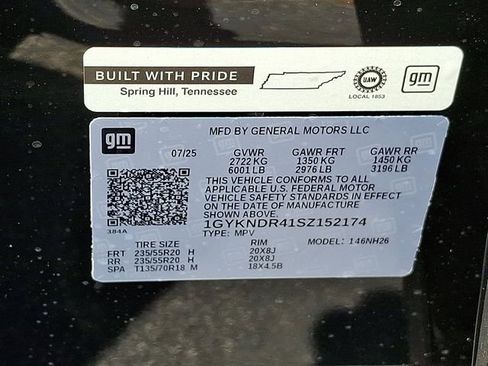 BUILT WITH PRIDE
Spring Hill, Tennessee
UAW
LOCAL 1853
gm
gm
MFD BY GENERAL MOTORS LLC
07/25 GVWR GAWR FRT GAWR RR
2722 KG 1350 KG 1450 KG
6001 LB 2976 LB 3196 LB
THIS VEHICLE CONFORMS TO ALL
APPLICABLE U.S. FEDERAL MOTOR
VEHICLE SAFETY STANDARDS IN EFFECT
ON THE DATE OF MANUFACTURE
SHOWN ABOVE.
384A
1GYKNDR41SZ152174
TYPE: MPV
TIRE SIZE RIM MODEL: 146NH26
FRT 235/55R20 H 20X8J
RR 235/55R20 H 20X8J
SPA T135/70R18 M 18X4.5B